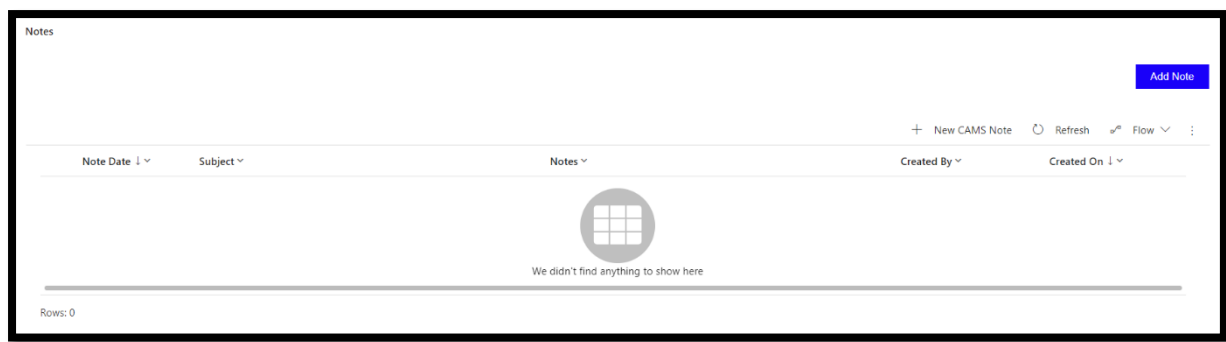 Notes
Add Note
New CAMS Note Refresh Flow
Note Date Subject Notes Created By Created On
We didn't find anything to show here
Rows: 0